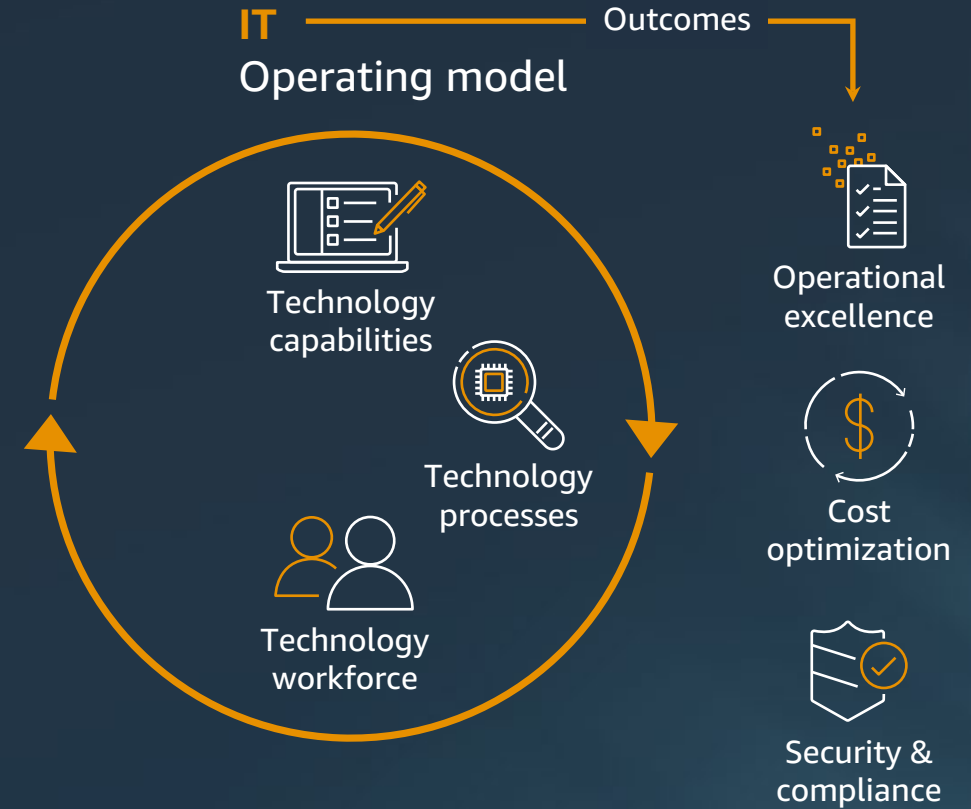 IT
Outcomes
Operating model
Technology
capabilities
Technology
processes
Technology
workforce
Operational
excellence
$
Cost
optimization
Security &
compliance